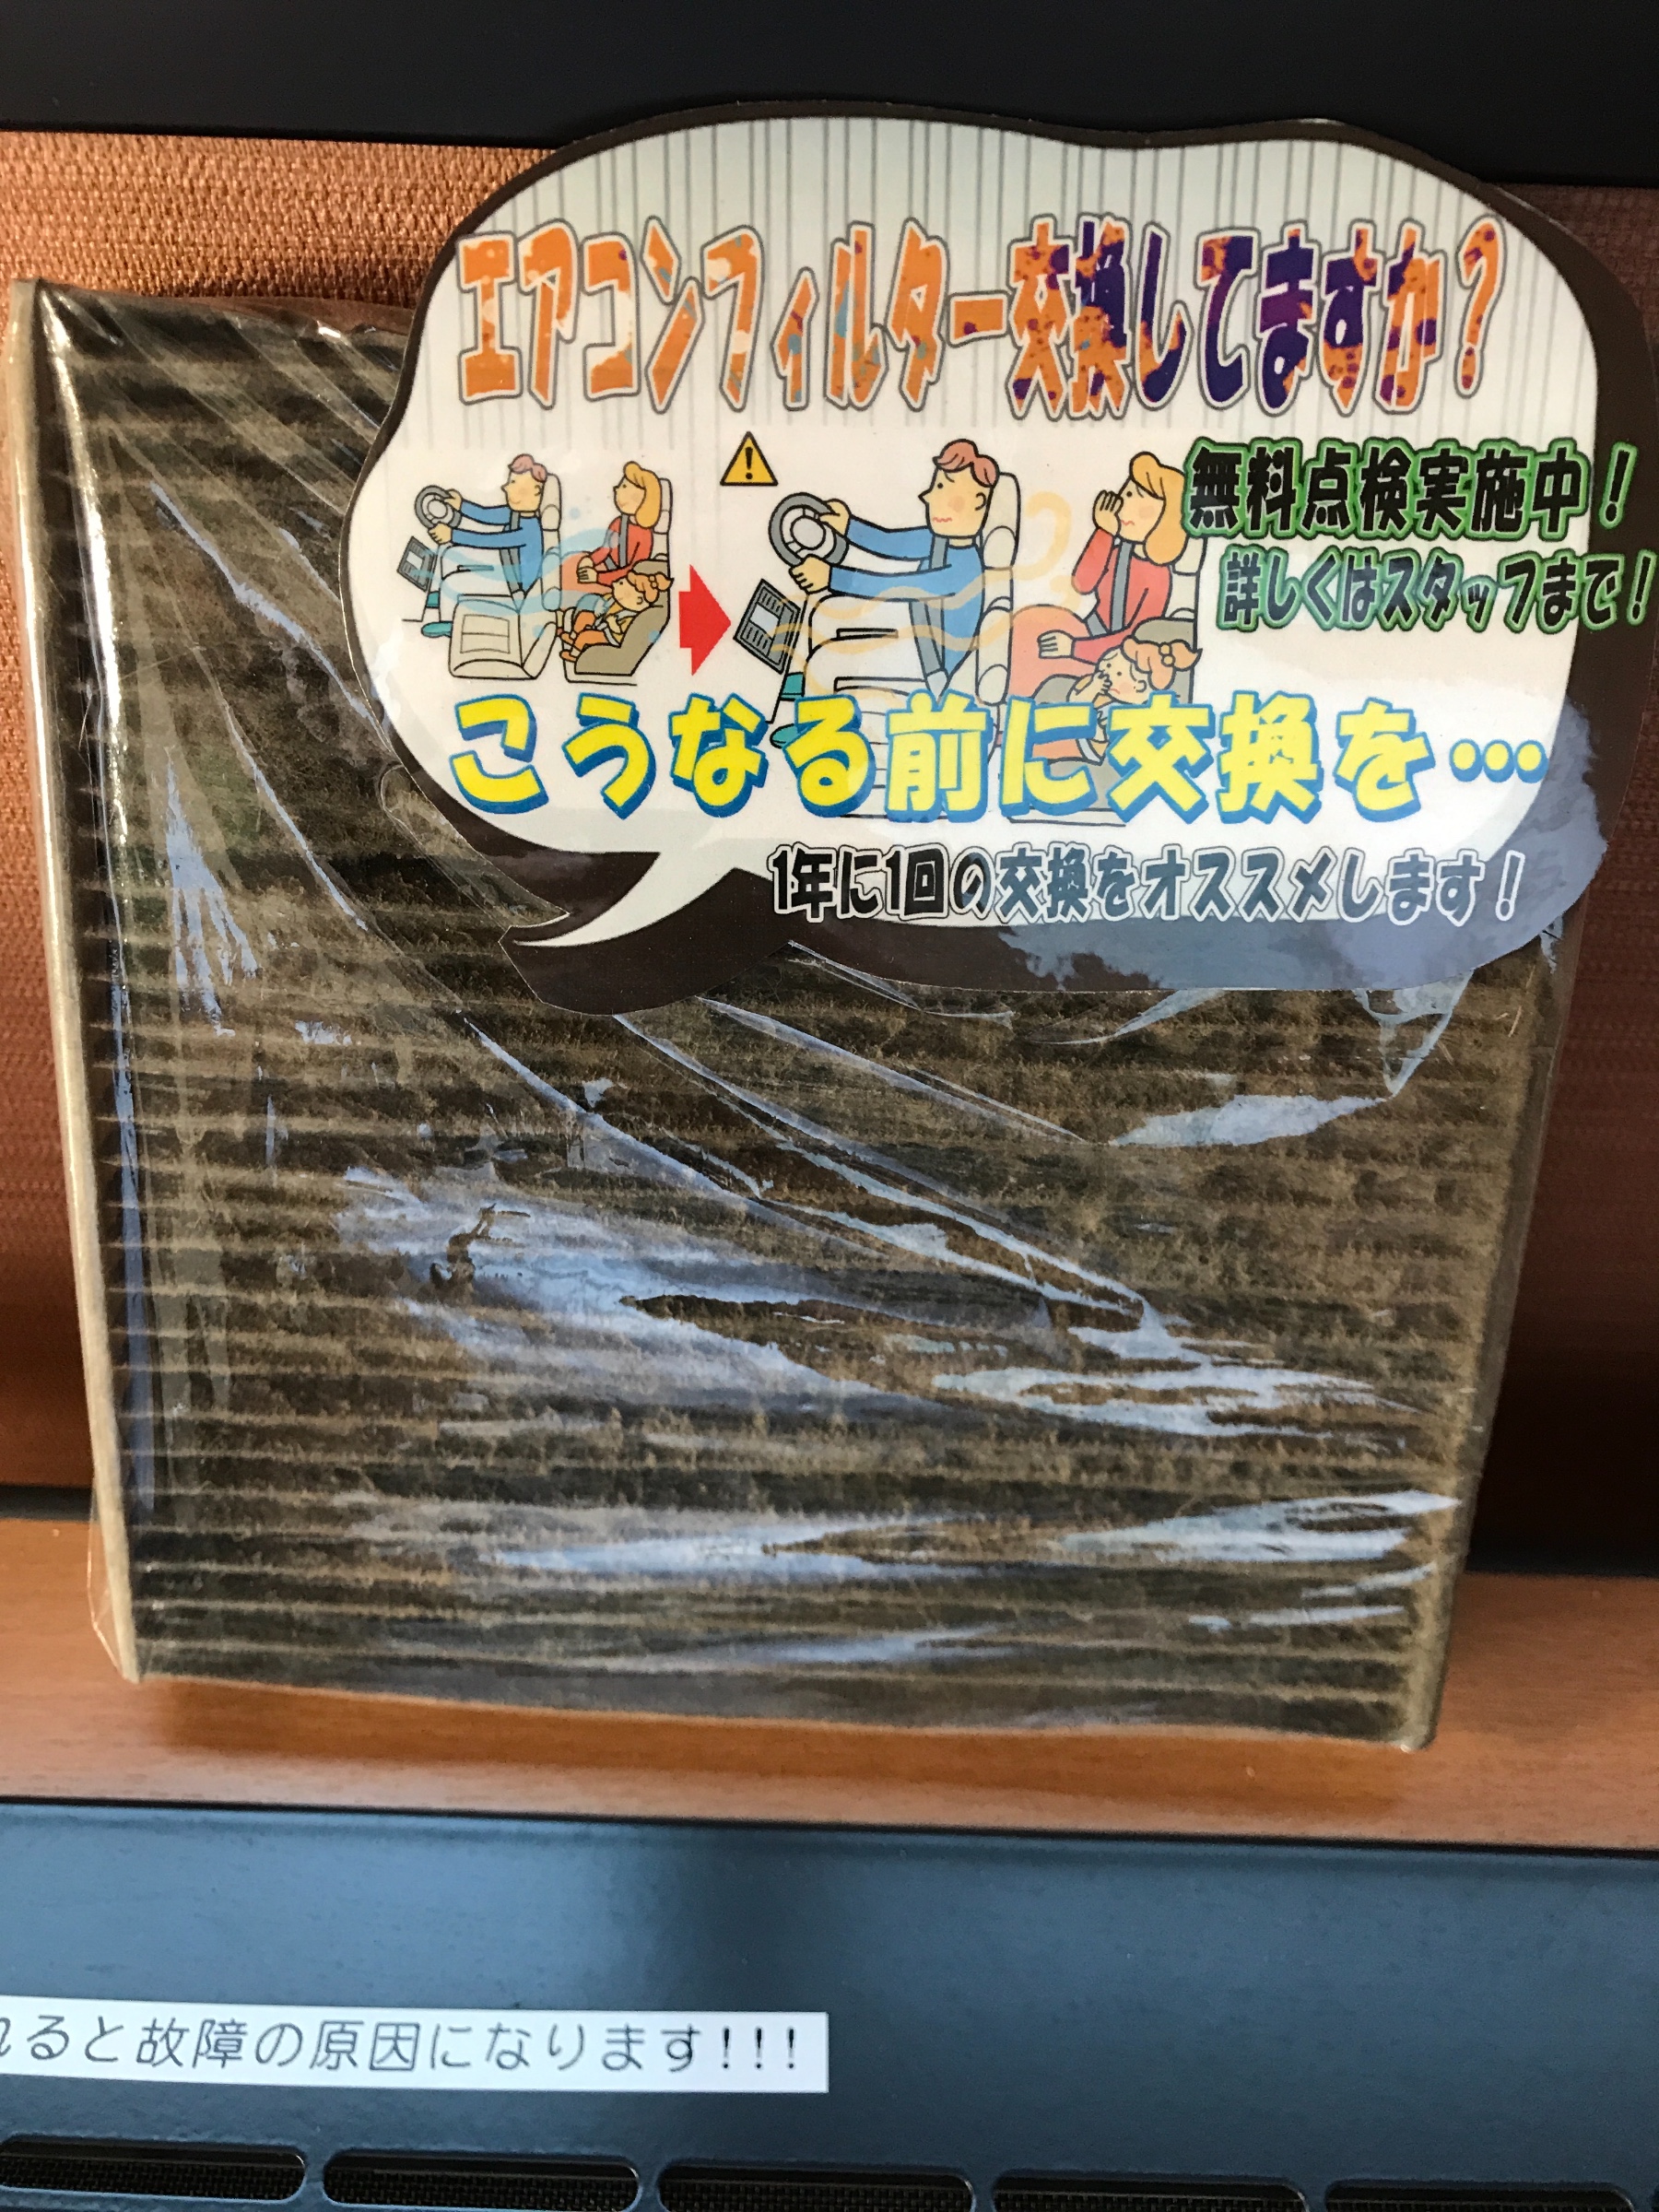 エアコンフィルター交換してますか?
無料点検実施中!
詳しくはスタッフまで!
こうなる前に交換を…
1年に1回の交換をオススメします!
ると故障の原因になります!!!